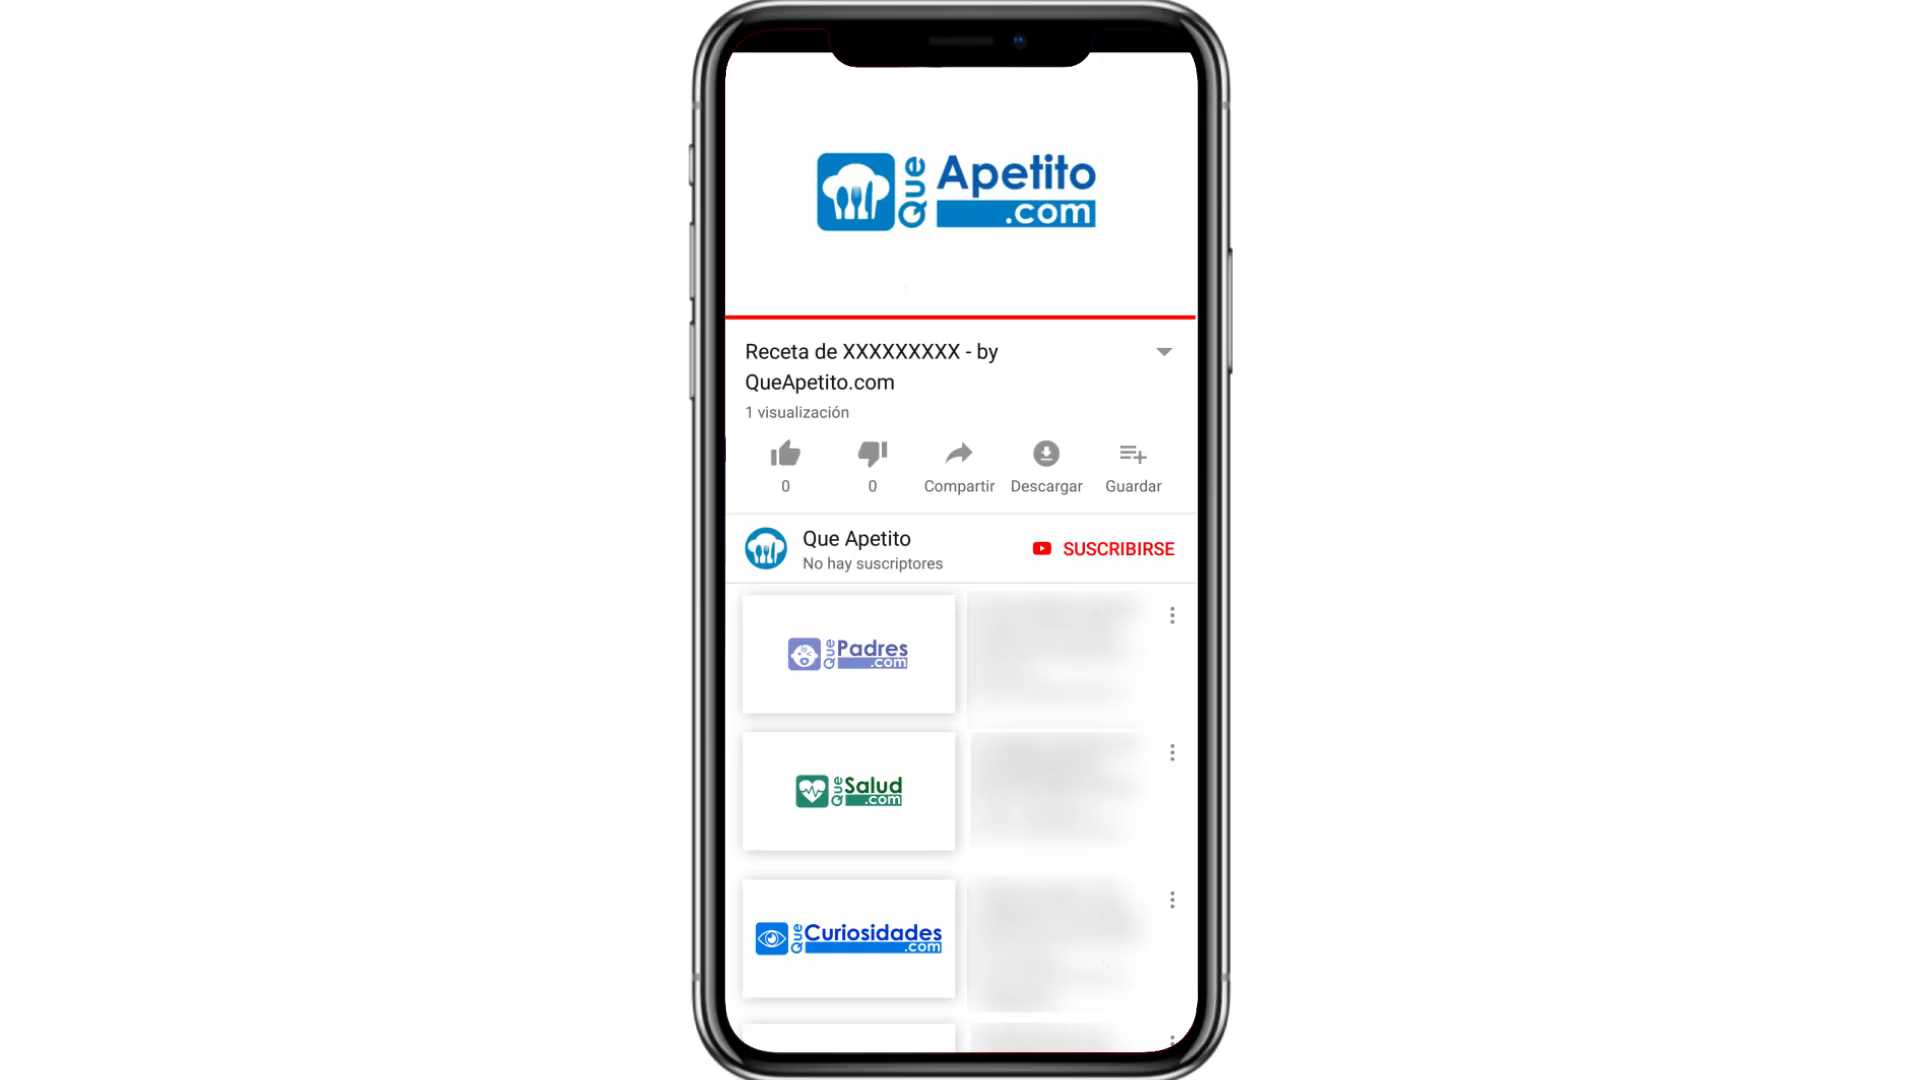 Que
Apetito
.com
Receta de XXXXXXXXX - by
QueApetito.com
1 visualización
0
0
Compartir
Descargar
Guardar
Que Apetito
No hay suscriptores
SUSCRIBIRSE
Que
Padres
.com
Que
Salud
.com
Que
Curiosidades
.com